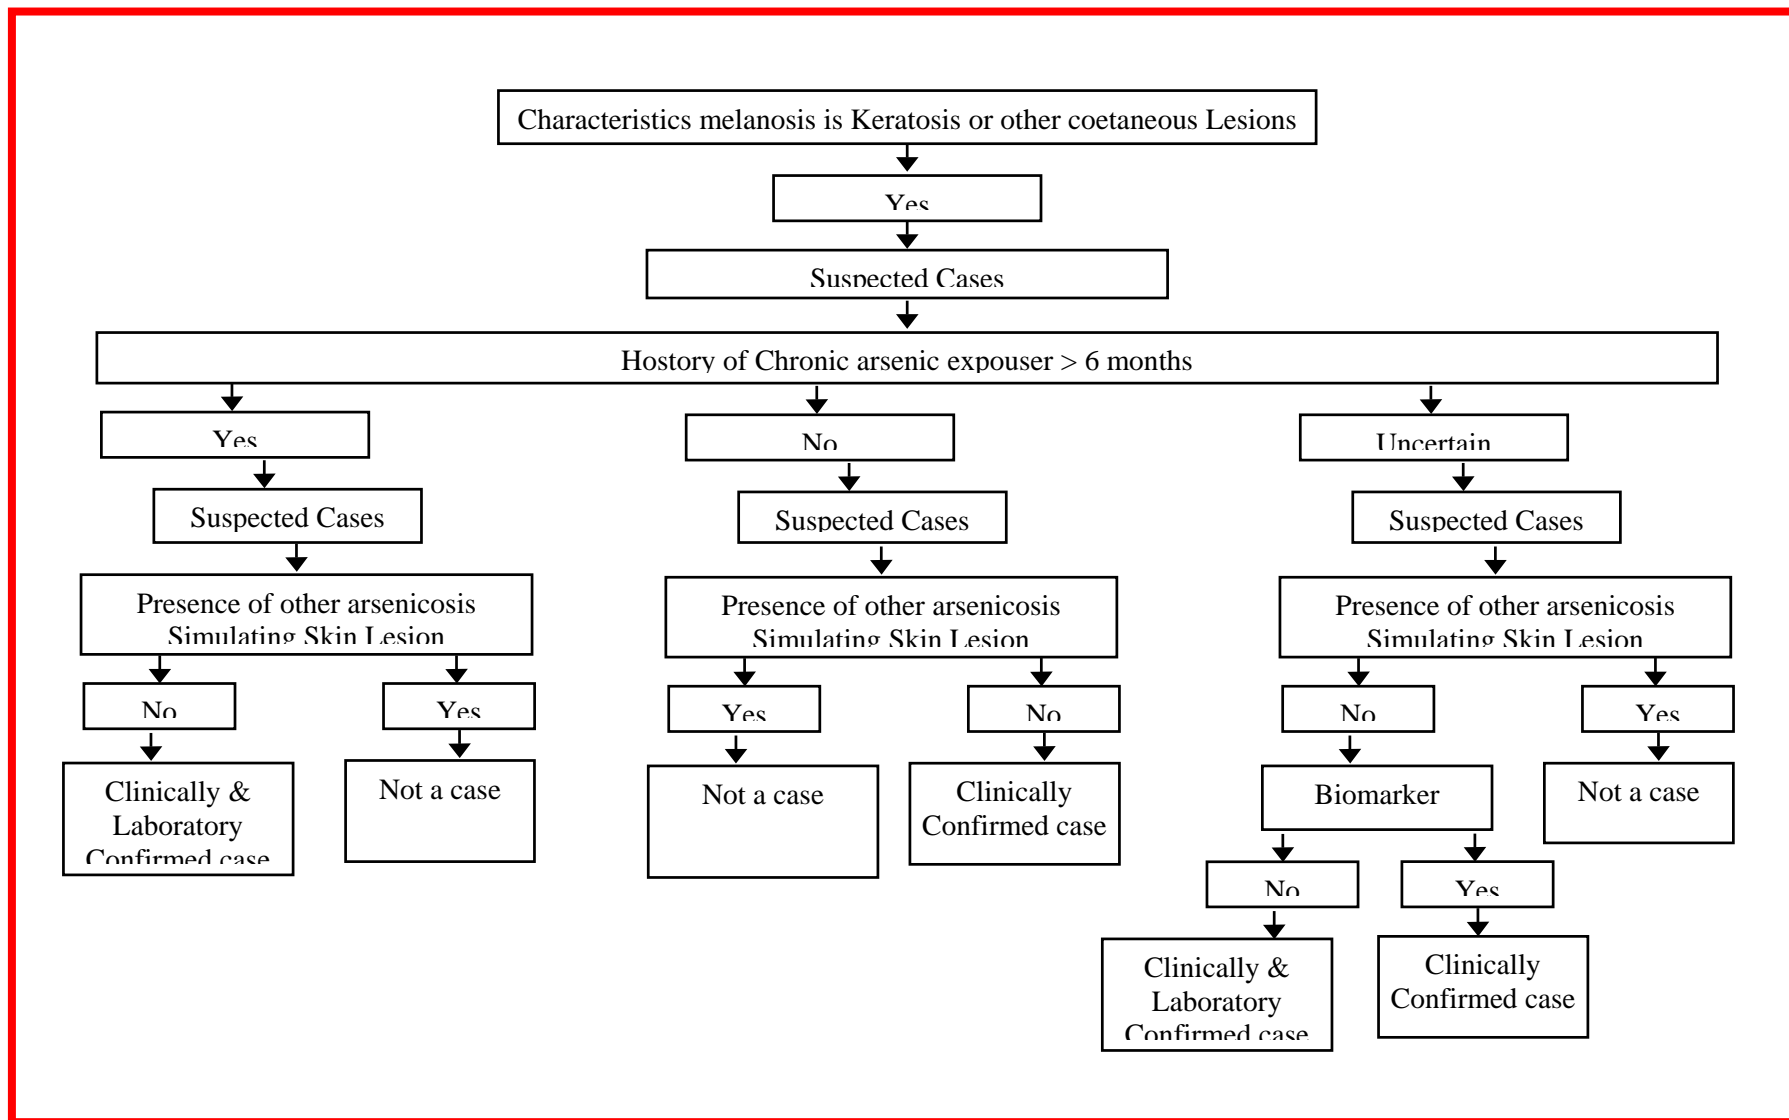 Characteristics melanosis is Keratosis or other coetaneous Lesions
Yes
Suspected Cases
Hostory of Chronic arsenic expouser > 6 months
Yes
No
Uncertain
Suspected Cases
Suspected Cases
Suspected Cases
Presence of other arsenicosis
Simulating Skin Lesion
Presence of other arsenicosis
Simulating Skin Lesion
Presence of other arsenicosis
Simulating Skin Lesion
No
Yes
Yes
No
No
Yes
Clinically &
Laboratory
Confirmed case
Not a case
Not a case
Clinically
Confirmed case
Biomarker
Not a case
No
Yes
Clinically &
Laboratory
Confirmed case
Clinically
Confirmed case